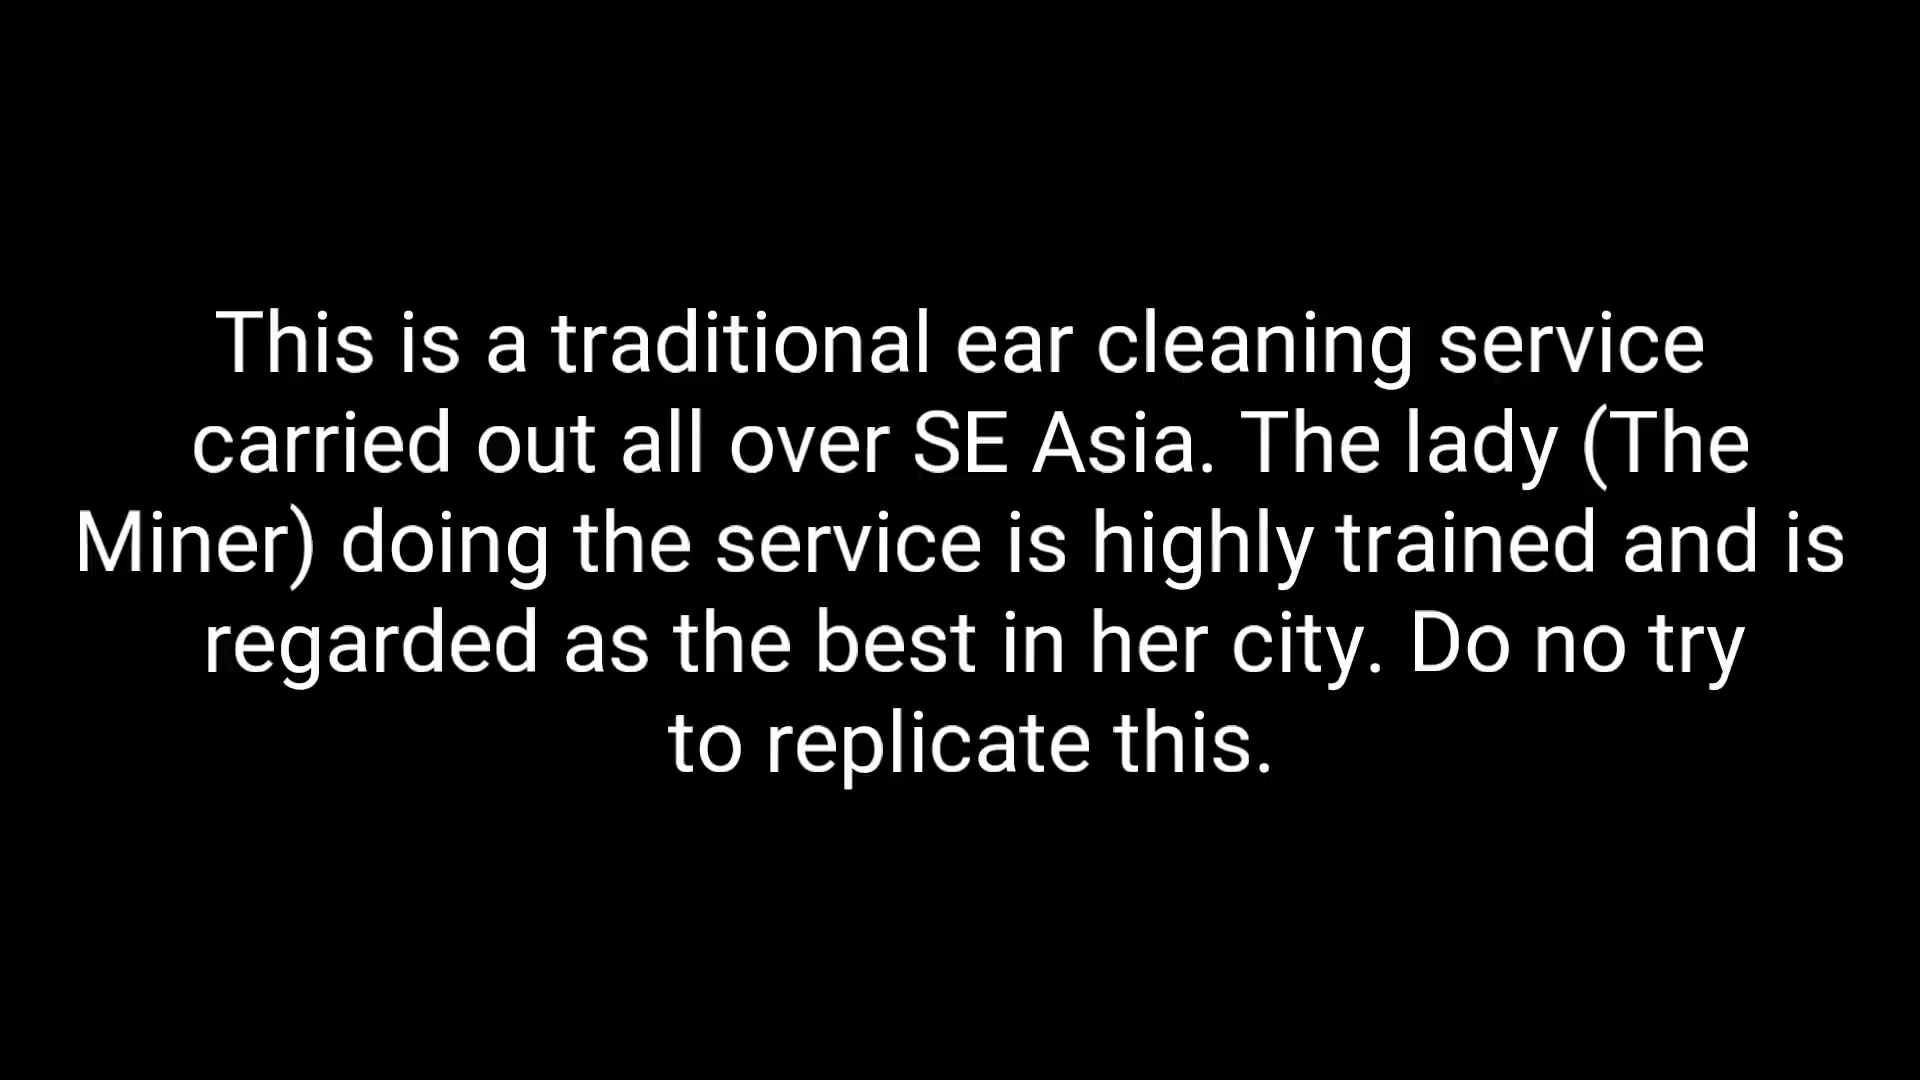 This is a traditional ear cleaning service
carried out all over SE Asia. The lady (The
Miner) doing the service is highly trained and is
regarded as the best in her city. Do no try
to replicate this.